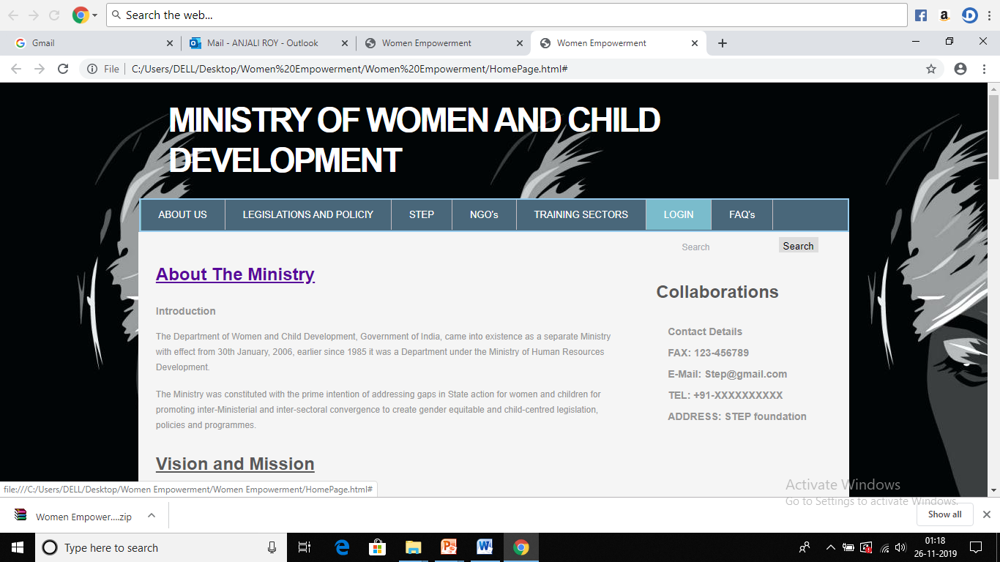 Search the web...
Gmail
Mail - ANJALI ROY - Outlook
Women Empowerment
Women Empowerment
File
C:/Users/DELL/Desktop/Women%20Empowerment/Women%20Empowerment/HomePage.html#
MINISTRY OF WOMEN AND CHILD
DEVELOPMENT
ABOUT US
LEGISLATIONS AND POLICIY
STEP
NGO's
TRAINING SECTORS
LOGIN
FAQ's
Search
Search
About The Ministry
Introduction
The Department of Women and Child Development, Government of India, came into existence as a separate Ministry
with effect from 30th January, 2006, earlier since 1985 it was a Department under the Ministry of Human Resources
Development.
The Ministry was constituted with the prime intention of addressing gaps in State action for women and children for
promoting inter-Ministerial and inter-sectoral convergence to create gender equitable and child-centred legislation,
policies and programmes.
Vision and Mission
Collaborations
Contact Details
FAX: 123-456789
E-Mail: Step@gmail.com
TEL: +91-XXXXXXXXXX
ADDRESS: STEP foundation
file:///C:/Users/DELL/Desktop/Women Empowerment/Women Empowerment/HomePage.html#
Activate Windows
Go to Settings to activate Windows.
Women Empower....zip
Show all
Type here to search
01:18
26-11-2019